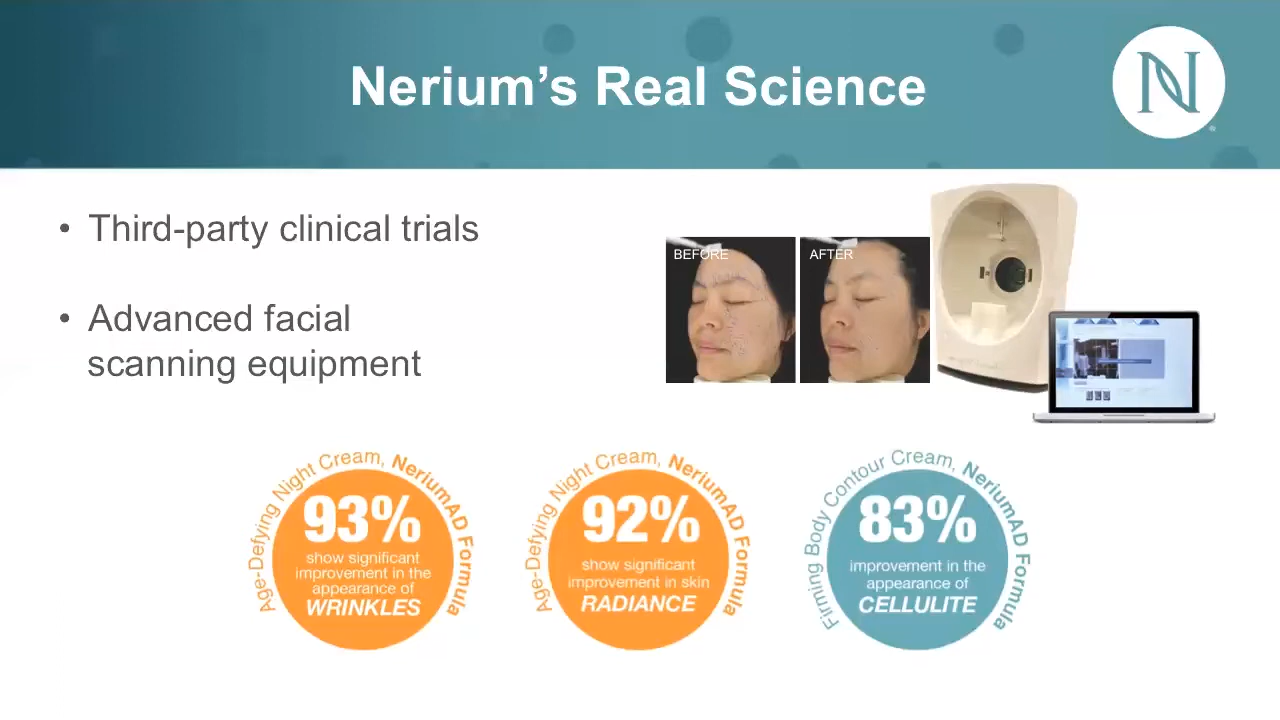 Nerium’s Real Science
N
®
• Third-party clinical trials
• Advanced facial
scanning equipment
BEFORE
AFTER
Age-Defying Night Cream, NeriumAD Formula
93%
show significant
improvement in the
appearance of
WRINKLES
Age-Defying Night Cream, NeriumAD Formula
92%
show significant
improvement in skin
RADIANCE
Firming Body Contour Cream, NeriumAD Formula
83%
improvement in the
appearance of
CELLULITE